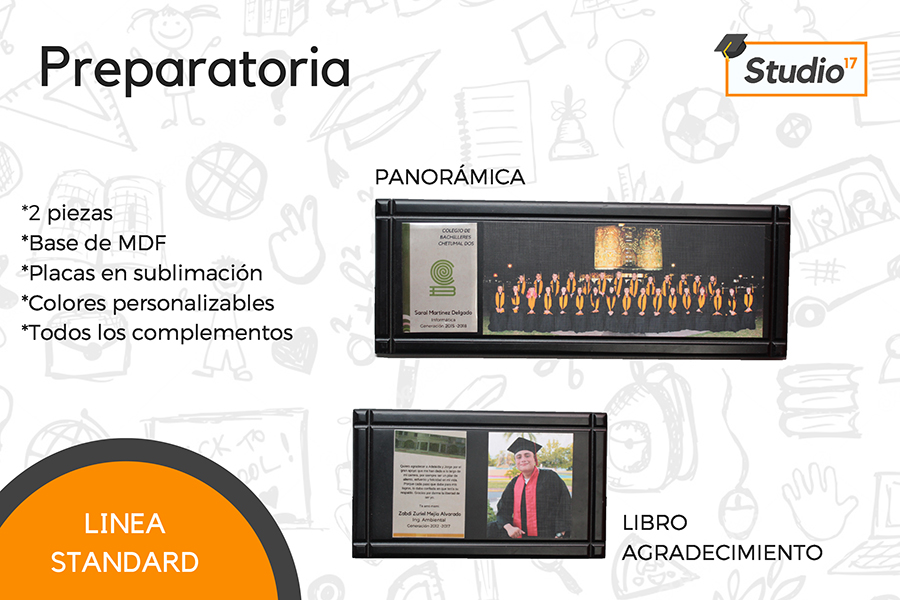 Preparatoria
Studio17
*2 piezas
*Base de MDF
*Placas en sublimación
*Colores personalizables
*Todos los complementos
PANORÁMICA
COLEGIO DE
BACHILLERES
CHETUMAL DOS
Sarai Martinez Delgado
Informática
Generación 2015 -2018
Zabdi Zuriel Mejía Alvarado
Ing. Ambiental
Generación 2012 - 2017
LIBRO
AGRADECIMIENTO
LINEA
STANDARD